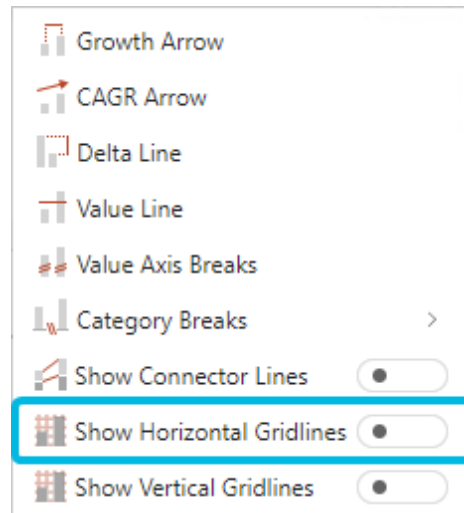 Growth Arrow
CAGR Arrow
Delta Line
Value Line
Value Axis Breaks
Category Breaks
Show Connector Lines
Show Horizontal Gridlines
Show Vertical Gridlines